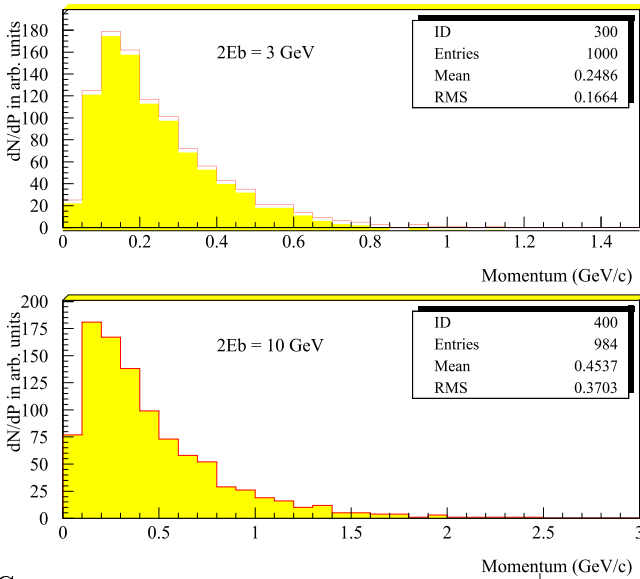 dN/dP in arb. units
180
160
140
120
100
80
60
40
20
0
2Eb = 3 GeV
ID 300
Entries 1000
Mean 0.2486
RMS 0.1664
0 0.2 0.4 0.6 0.8 1 1.2 1.4
Momentum (GeV/c)
dN/dP in arb. units
200
175
150
125
100
75
50
25
0
2Eb = 10 GeV
ID 400
Entries 984
Mean 0.4537
RMS 0.3703
0 0.5 1 1.5 2 2.5 3
Momentum (GeV/c)